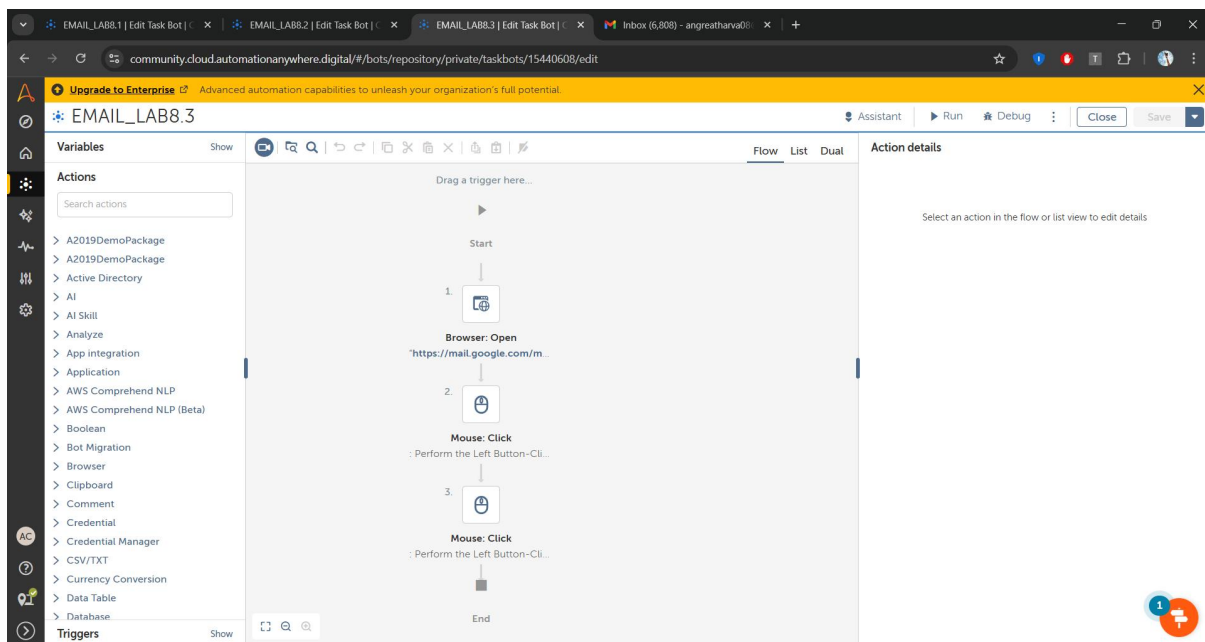 EMAIL_LAB8.1 | Edit Task Bot | C
EMAIL_LAB8.2 | Edit Task Bot | C
EMAIL_LAB8.3 | Edit Task Bot | C
Inbox (6,808) - angreatharva08
community.cloud.automationanywhere.digital/#/bots/repository/private/taskbots/15440608/edit
Upgrade to Enterprise Advanced automation capabilities to unleash your organization's full potential.
EMAIL_LAB8.3
Assistant
Run
Debug
Close
Save
Variables
Show
Flow
List
Dual
Action details
Actions
Search actions
A2019DemoPackage
A2019DemoPackage
Active Directory
AI
AI Skill
Analyze
App integration
Application
AWS Comprehend NLP
AWS Comprehend NLP (Beta)
Boolean
Bot Migration
Browser
Clipboard
Comment
Credential
Credential Manager
CSV/TXT
Currency Conversion
Data Table
Database
Triggers
Show
Drag a trigger here...
Start
1.
Browser: Open
"https://mail.google.com/m...
2.
Mouse: Click
: Perform the Left Button-Cli...
3.
Mouse: Click
: Perform the Left Button-Cli...
End
Select an action in the flow or list view to edit details
AC
1